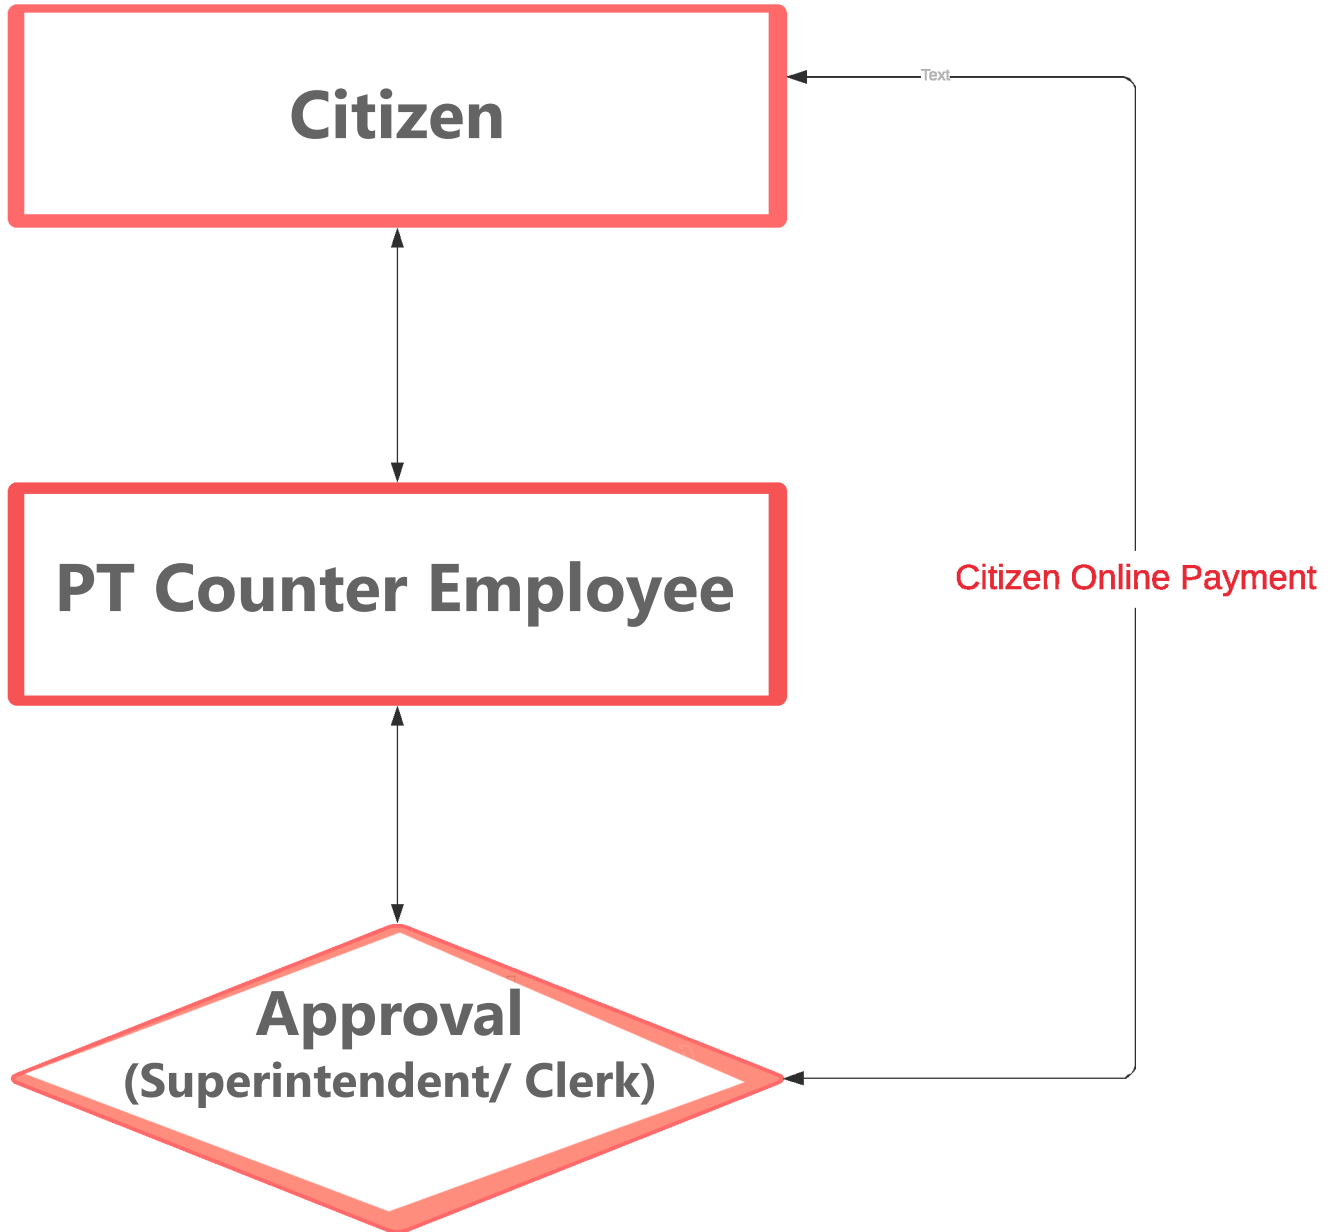 Citizen
Text
PT Counter Employee
Citizen Online Payment
Approval
(Superintendent/ Clerk)